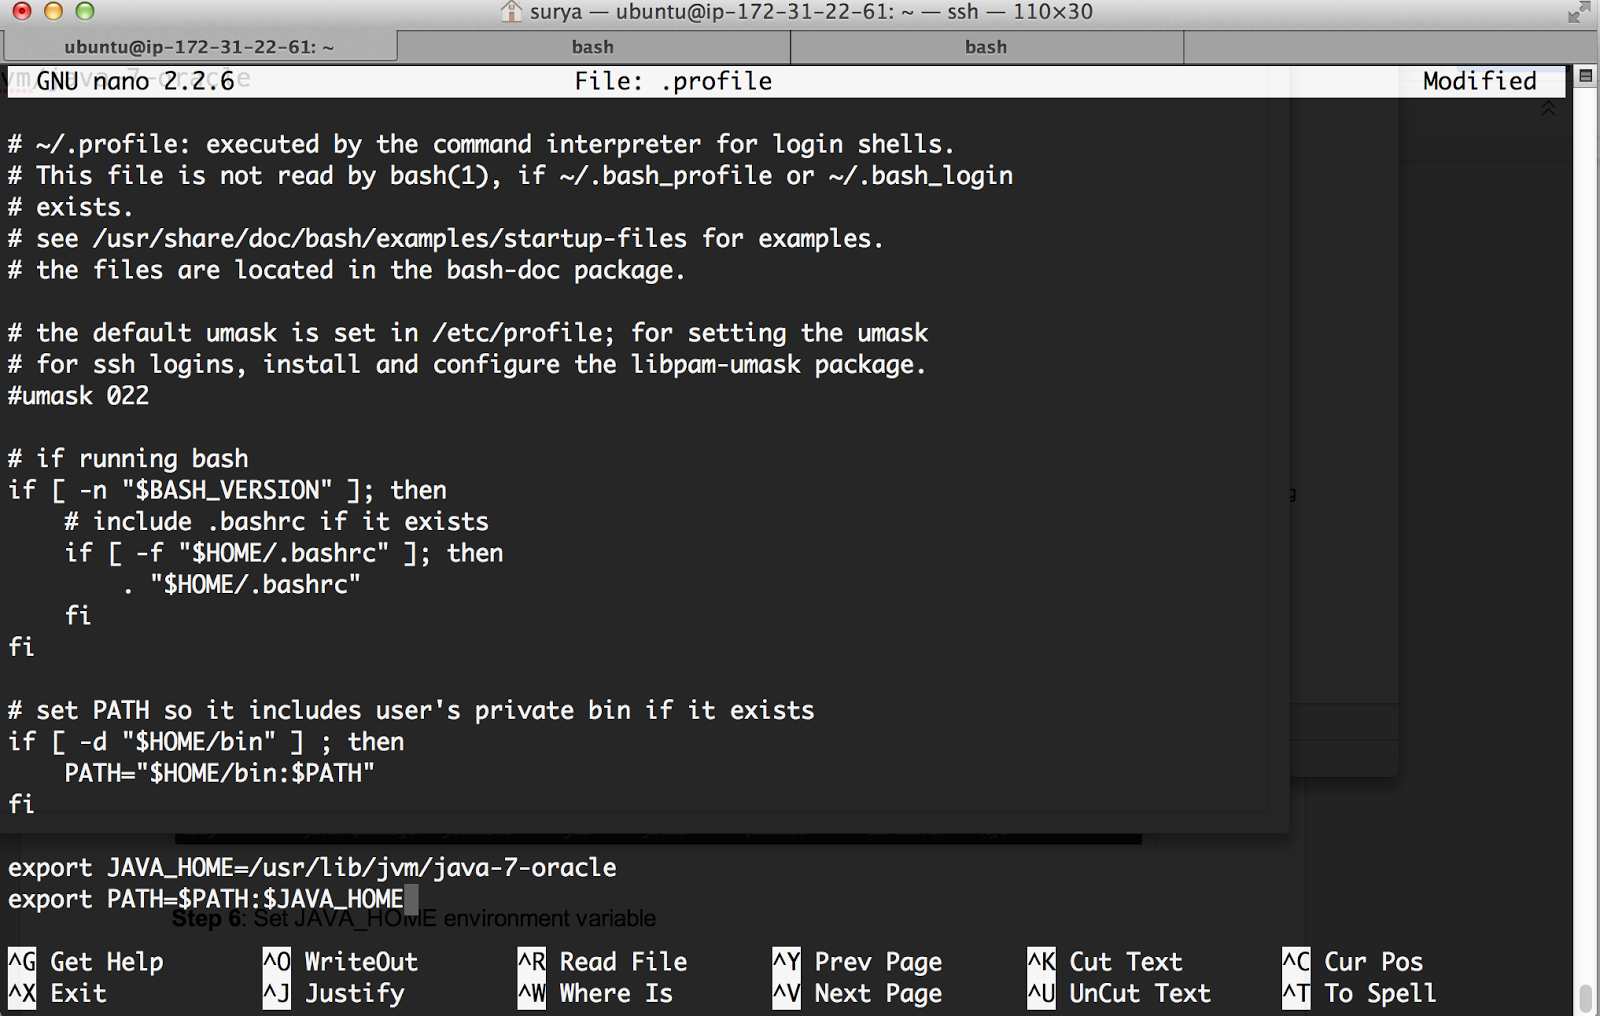 surya — ubuntu@ip-172-31-22-61: ~ — ssh — 110×30
ubuntu@ip-172-31-22-61: ~ bash bash
vm/java-7-oracle
GNU nano 2.2.6 File: .profile Modified
# ~/.profile: executed by the command interpreter for login shells.
# This file is not read by bash(1), if ~/.bash_profile or ~/.bash_login
# exists.
# see /usr/share/doc/bash/examples/startup-files for examples.
# the files are located in the bash-doc package.
# the default umask is set in /etc/profile; for setting the umask
# for ssh logins, install and configure the libpam-umask package.
#umask 022
# if running bash
if [ -n "$BASH_VERSION" ]; then
    # include .bashrc if it exists
    if [ -f "$HOME/.bashrc" ]; then
        . "$HOME/.bashrc"
    fi
fi
# set PATH so it includes user's private bin if it exists
if [ -d "$HOME/bin" ] ; then
    PATH="$HOME/bin:$PATH"
fi
export JAVA_HOME=/usr/lib/jvm/java-7-oracle
export PATH=$PATH:$JAVA_HOME
Step 6: Set JAVA_HOME environment variable
^G Get Help ^O WriteOut ^R Read File ^Y Prev Page ^K Cut Text ^C Cur Pos
^X Exit ^J Justify ^W Where Is ^V Next Page ^U UnCut Text ^T To Spell